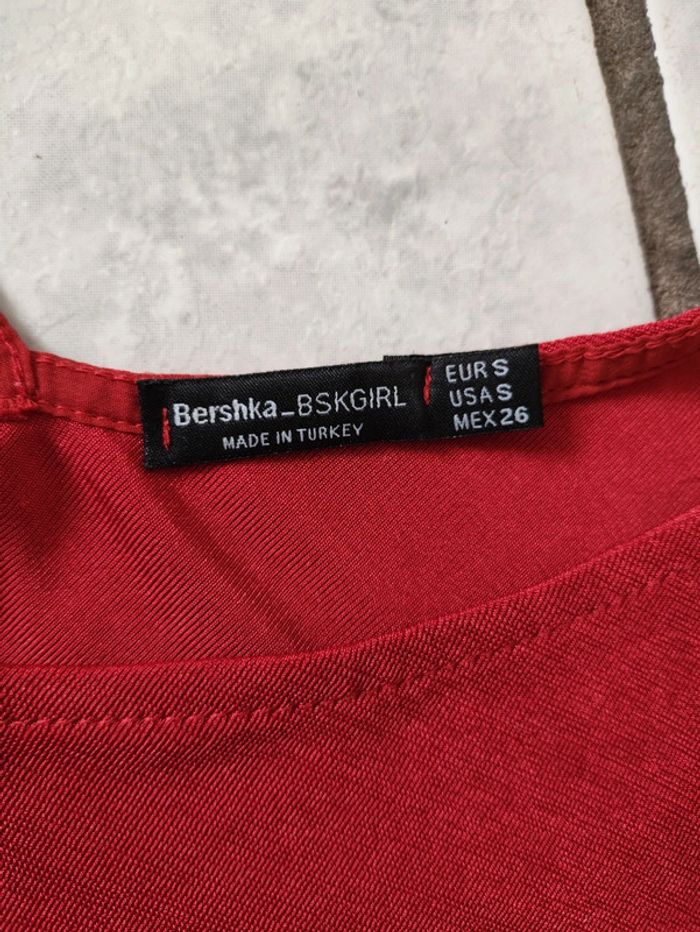 Bershka_BSKGIRL
MADE IN TURKEY
EUR S
USA S
MEX 26